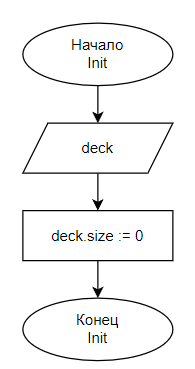 Начало
Init
deck
deck.size := 0
Конец
Init